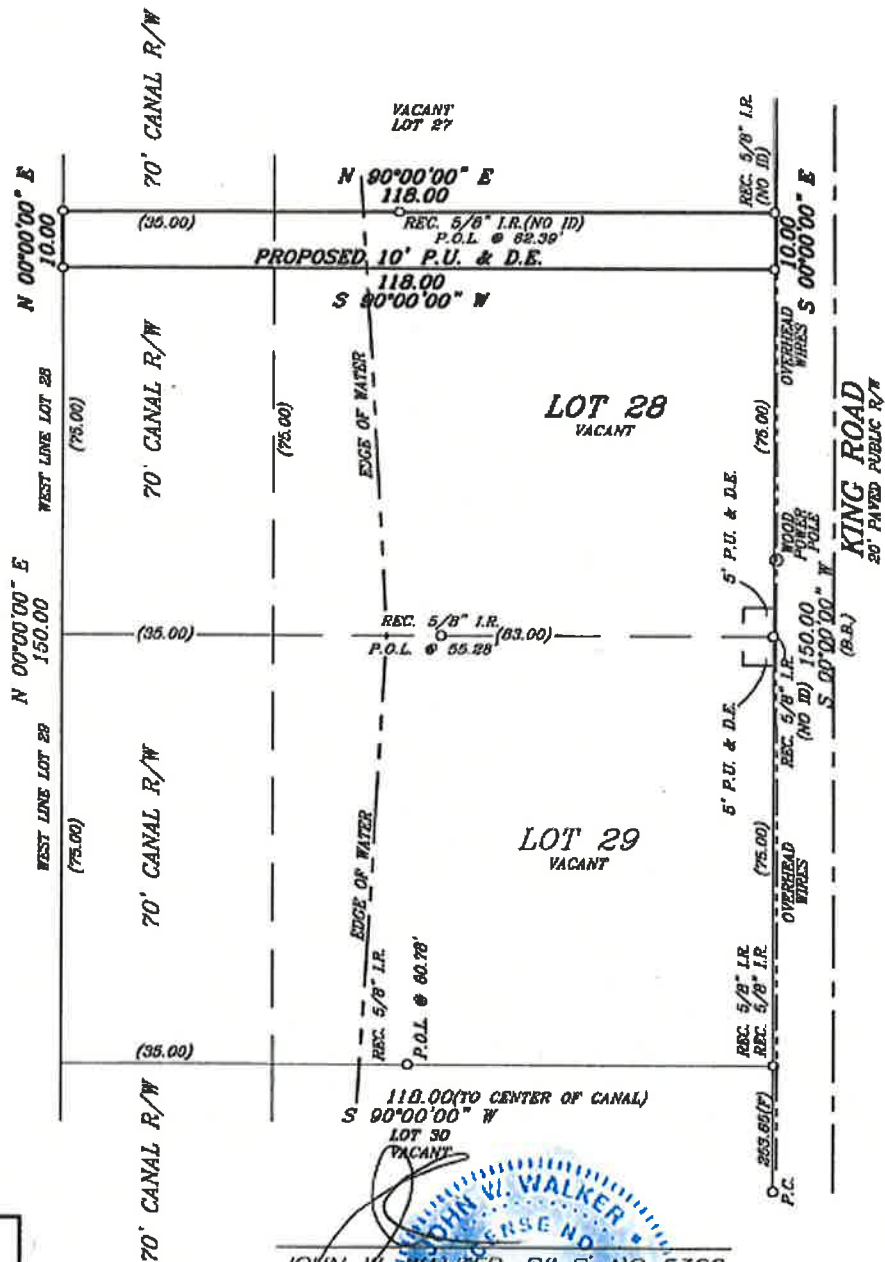 70' CANAL R/W
VACANT
LOT 27
REC. 5/8" I.R.
(NO ID)
N 00°00'00" E
10.00
N 90°00'00" E
118.00
(35.00)
REC. 5/8" I.R.(NO ID)
P.O.L. @ 62.39'
PROPOSED 10' P.U. & D.E.
118.00
S 90°00'00" W
10.00
S 00°00'00" E
WEST LINE LOT 28
(75.00)
70' CANAL R/W
(75.00)
EDGE OF WATER
LOT 28
VACANT
(75.00)
OVERHEAD
WIRES
KING ROAD
20' PAVED PUBLIC R/W
5' P.U. & D.E.
WOOD
POWER
POLE
N 00°00'00" E
150.00
(35.00)
REC. 5/8" I.R.
P.O.L. @ 55.28'
(83.00)
REC. 5/8" I.R.
(NO ID)
150.00
S 00°00'00" W
(B.B.)
5' P.U. & D.E.
WEST LINE LOT 29
(75.00)
70' CANAL R/W
EDGE OF WATER
LOT 29
VACANT
(75.00)
OVERHEAD
WIRES
REC. 5/8" I.R.
P.O.L. @ 60.78'
REC. 5/8" I.R.
REC. 5/8" I.R.
(35.00)
118.00(TO CENTER OF CANAL)
S 90°00'00" W
LOT 30
VACANT
253.65(F)
P.C.
70' CANAL R/W
JOHN W. WALKER
LICENSE NO.
JOHN W. NO.